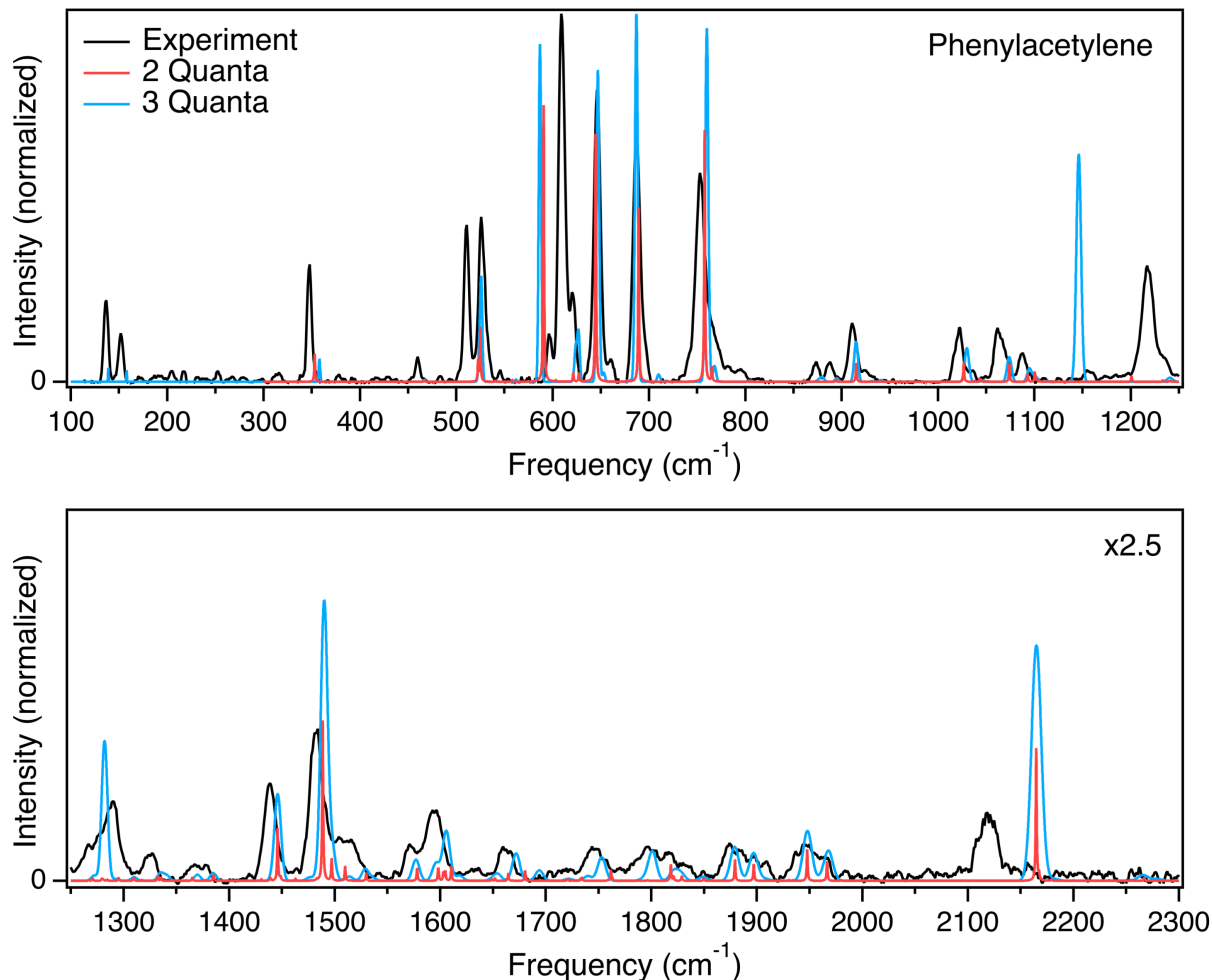 Experiment
2 Quanta
3 Quanta
Phenylacetylene
Intensity (normalized)
0
100 200 300 400 500 600 700 800 900 1000 1100 1200
Frequency (cm⁻¹)
x2.5
Intensity (normalized)
0
1300 1400 1500 1600 1700 1800 1900 2000 2100 2200 2300
Frequency (cm⁻¹)